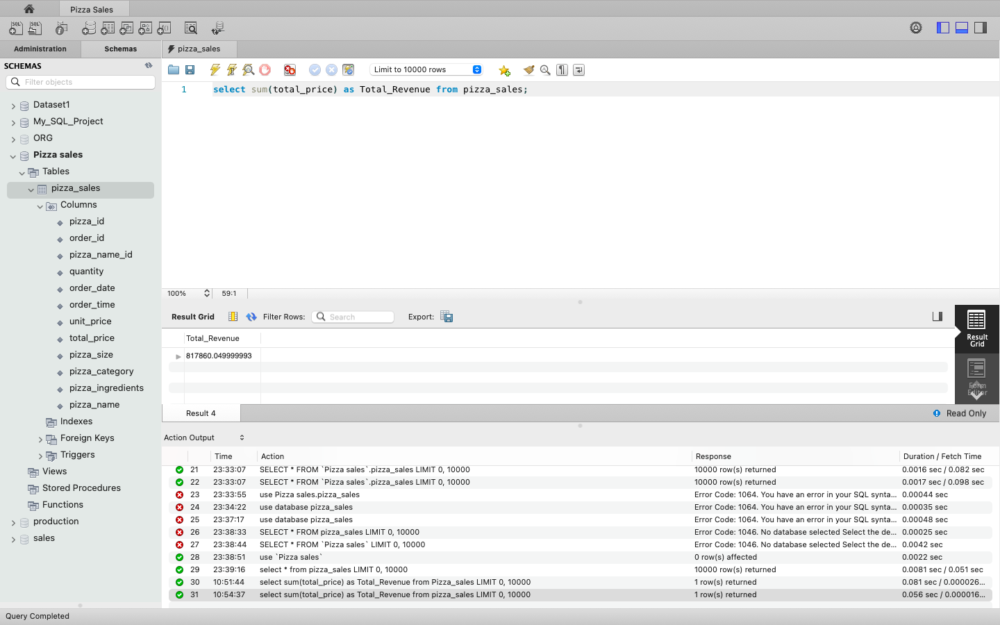 Pizza Sales
Administration Schemas
pizza_sales
SCHEMAS
Filter objects
Limit to 10000 rows
1 select sum(total_price) as Total_Revenue from pizza_sales;
Dataset1
My_SQL_Project
ORG
Pizza sales
Tables
pizza_sales
Columns
pizza_id
order_id
pizza_name_id
quantity
order_date
order_time
unit_price
total_price
pizza_size
pizza_category
pizza_ingredients
pizza_name
Indexes
Foreign Keys
Triggers
Views
Stored Procedures
Functions
production
sales
100% 59:1
Result Grid Filter Rows: Search Export:
Result
Grid
Form
Editor
Total_Revenue
817860.049999993
Result 4 Read Only
Action Output
Time Action Response Duration / Fetch Time
21 23:33:07 SELECT * FROM `Pizza sales`.pizza_sales LIMIT 0, 10000 10000 row(s) returned 0.0016 sec / 0.082 sec
22 23:33:07 SELECT * FROM `Pizza sales`.pizza_sales LIMIT 0, 10000 10000 row(s) returned 0.0017 sec / 0.098 sec
23 23:33:55 use Pizza sales.pizza_sales Error Code: 1064. You have an error in your SQL synta... 0.00044 sec
24 23:34:22 use database pizza_sales Error Code: 1064. You have an error in your SQL synta... 0.00035 sec
25 23:37:17 use database pizza_sales Error Code: 1064. You have an error in your SQL synta... 0.00048 sec
26 23:38:33 SELECT * FROM pizza_sales LIMIT 0, 10000 Error Code: 1046. No database selected Select the de... 0.00025 sec
27 23:38:44 SELECT * FROM `Pizza sales` LIMIT 0, 10000 Error Code: 1046. No database selected Select the de... 0.0042 sec
28 23:38:51 use `Pizza sales` 0 row(s) affected 0.0022 sec
29 23:39:16 select * from pizza_sales LIMIT 0, 10000 10000 row(s) returned 0.0081 sec / 0.051 sec
30 10:51:44 select sum(total_price) as Total_Revenue from Pizza_sales LIMIT 0, 10000 1 row(s) returned 0.081 sec / 0.000026...
31 10:54:37 select sum(total_price) as Total_Revenue from pizza_sales LIMIT 0, 10000 1 row(s) returned 0.056 sec / 0.000016...
Query Completed